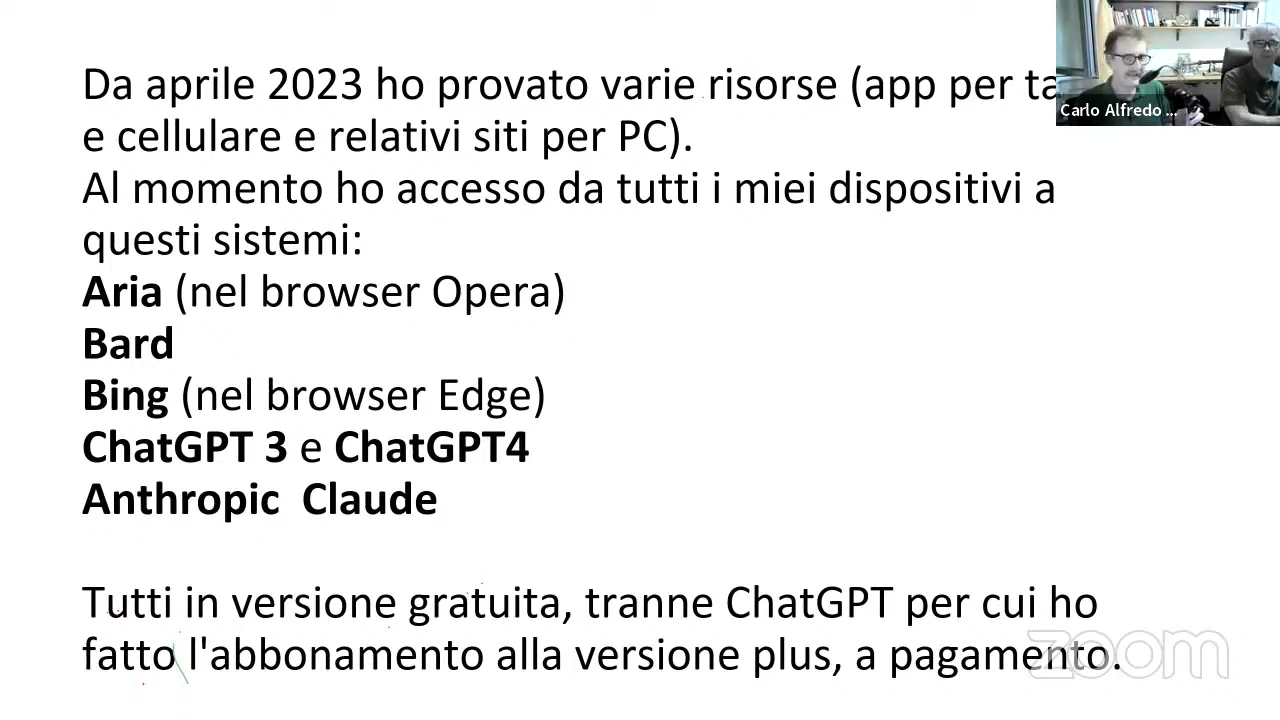 Da aprile 2023 ho provato varie risorse (app per
e cellulare e relativi siti per PC).
Al momento ho accesso da tutti i miei dispositivi a
questi sistemi:
Aria (nel browser Opera)
Bard
Bing (nel browser Edge)
ChatGPT 3 e ChatGPT4
Anthropic  Claude
Tutti in versione gratuita, tranne ChatGPT per cui ho
fatto l'abbonamento alla versione plus, a pagamento.
Carlo Alfredo ...
zoom